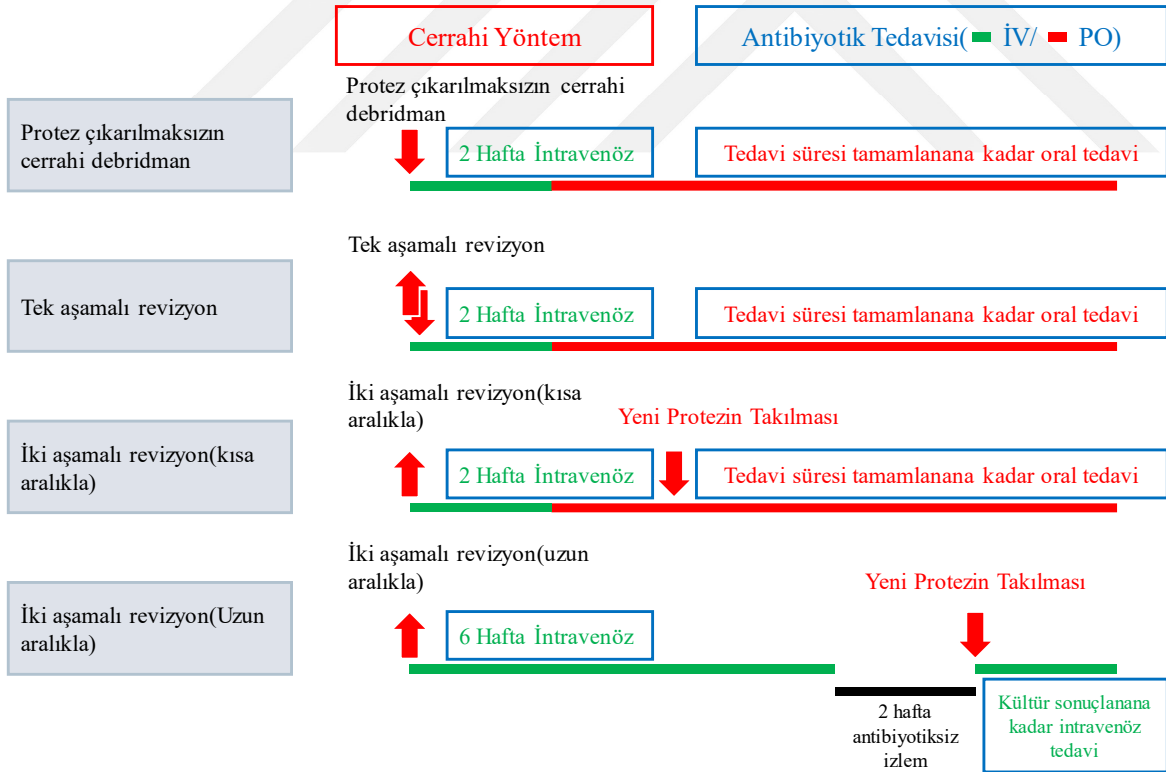 Cerrahi Yöntem
Antibiyotik Tedavisi( İV/ PO)
Protez çıkarılmaksızın
cerrahi debridman
Protez çıkarılmaksızın cerrahi
debridman
2 Hafta İntravenöz
Tedavi süresi tamamlanana kadar oral tedavi
Tek aşamalı revizyon
Tek aşamalı revizyon
2 Hafta İntravenöz
Tedavi süresi tamamlanana kadar oral tedavi
İki aşamalı revizyon(kısa
aralıkla)
İki aşamalı revizyon(kısa
aralıkla)
Yeni Protezin Takılması
2 Hafta İntravenöz
Tedavi süresi tamamlanana kadar oral tedavi
İki aşamalı revizyon(Uzun
aralıkla)
İki aşamalı revizyon(uzun
aralıkla)
Yeni Protezin Takılması
6 Hafta İntravenöz
2 hafta
antibiyotiksiz
izlem
Kültür sonuçlanana
kadar intravenöz
tedavi